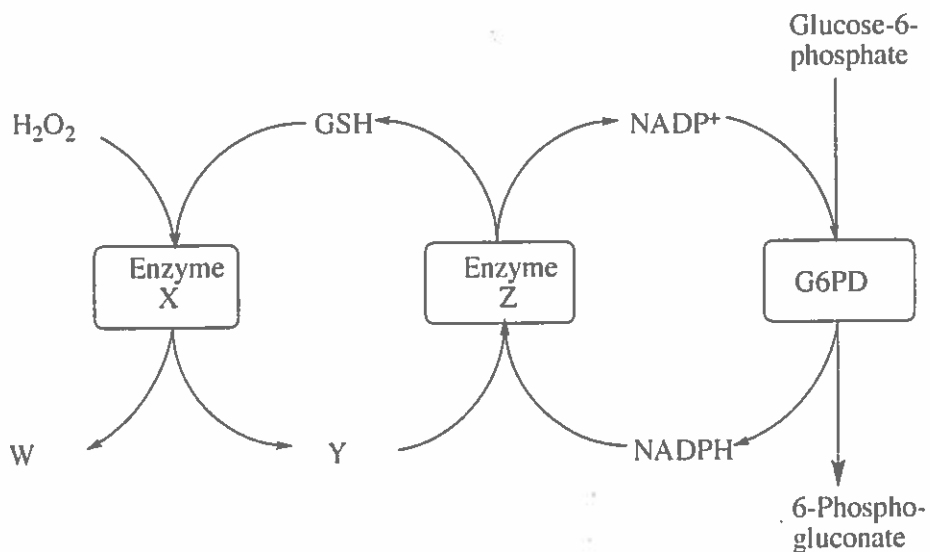 Glucose-6-
phosphate
H₂O₂
GSH
NADP⁺
Enzyme
X
Enzyme
Z
G6PD
W
Y
NADPH
6-Phospho-
gluconate